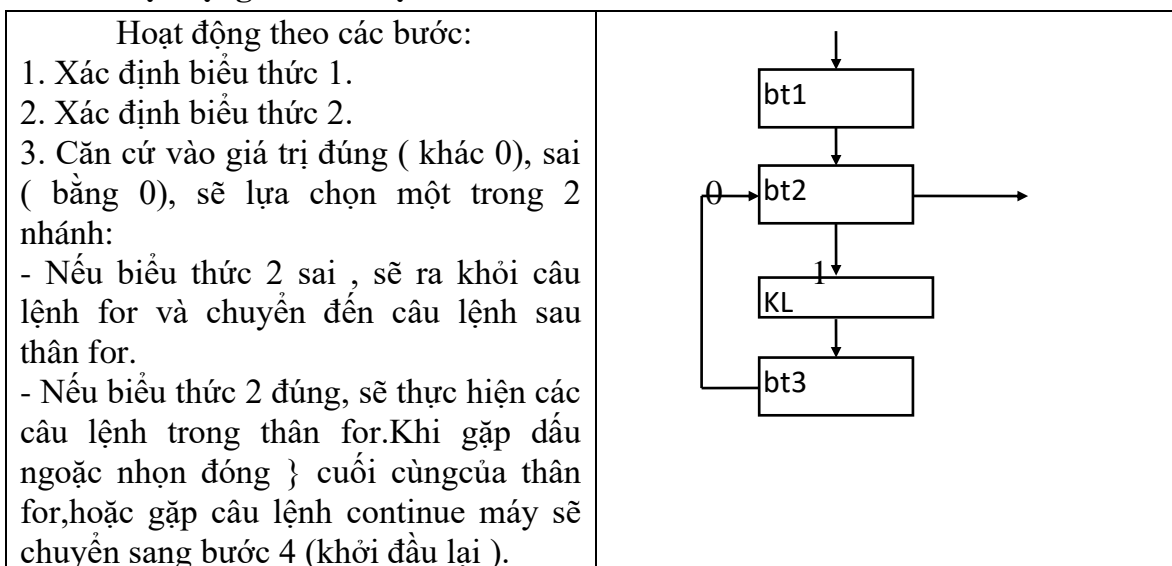 Hoạt động theo các bước:
1. Xác định biểu thức 1.
2. Xác định biểu thức 2.
3. Căn cứ vào giá trị đúng ( khác 0), sai
( bằng 0), sẽ lựa chọn một trong 2
nhánh:
- Nếu biểu thức 2 sai , sẽ ra khỏi câu
lệnh for và chuyển đến câu lệnh sau
thân for.
- Nếu biểu thức 2 đúng, sẽ thực hiện các
câu lệnh trong thân for.Khi gặp dấu
ngoặc nhọn đóng } cuối cùngcủa thân
for,hoặc gặp câu lệnh continue máy sẽ
chuyển sang bước 4 (khởi đầu lại ).
bt1
0 bt2
1
KL
bt3